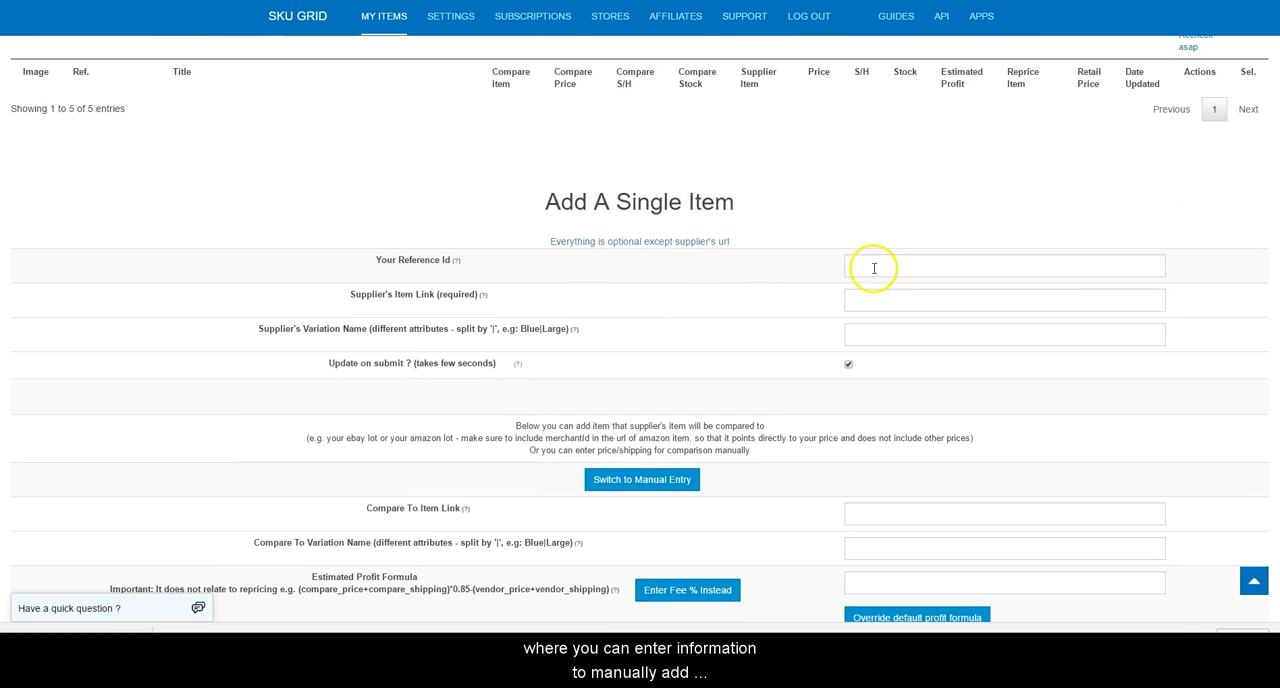 SKU GRID MY ITEMS SETTINGS SUBSCRIPTIONS STORES AFFILIATES SUPPORT LOG OUT GUIDES API APPS
Recheck
asap
Image Ref. Title Compare Item Compare Price Compare S/H Compare Stock Supplier Item Price S/H Stock Estimated Profit Reprice Item Retail Price Date Updated Actions Sel.
Showing 1 to 5 of 5 entries Previous 1 Next
Add A Single Item
Everything is optional except supplier's url
Your Reference Id (?)
Supplier's Item Link (required) (?)
Supplier's Variation Name (different attributes - split by '|', e.g: Blue|Large) (?)
Update on submit ? (takes few seconds) (?)
Below you can add item that supplier's item will be compared to
(e.g. your ebay lot or your amazon lot - make sure to include merchantId in the url of amazon item, so that it points directly to your price and does not include other prices)
Or you can enter price/shipping for comparison manually
Switch to Manual Entry
Compare To Item Link (?)
Compare To Variation Name (different attributes - split by '|', e.g: Blue|Large) (?)
Estimated Profit Formula
Important: It does not relate to repricing e.g. (compare_price+compare_shipping)*0.85-(vendor_price+vendor_shipping) (?) Enter Fee % Instead
Have a quick question ?
Override default profit formula
where you can enter information
to manually add ...